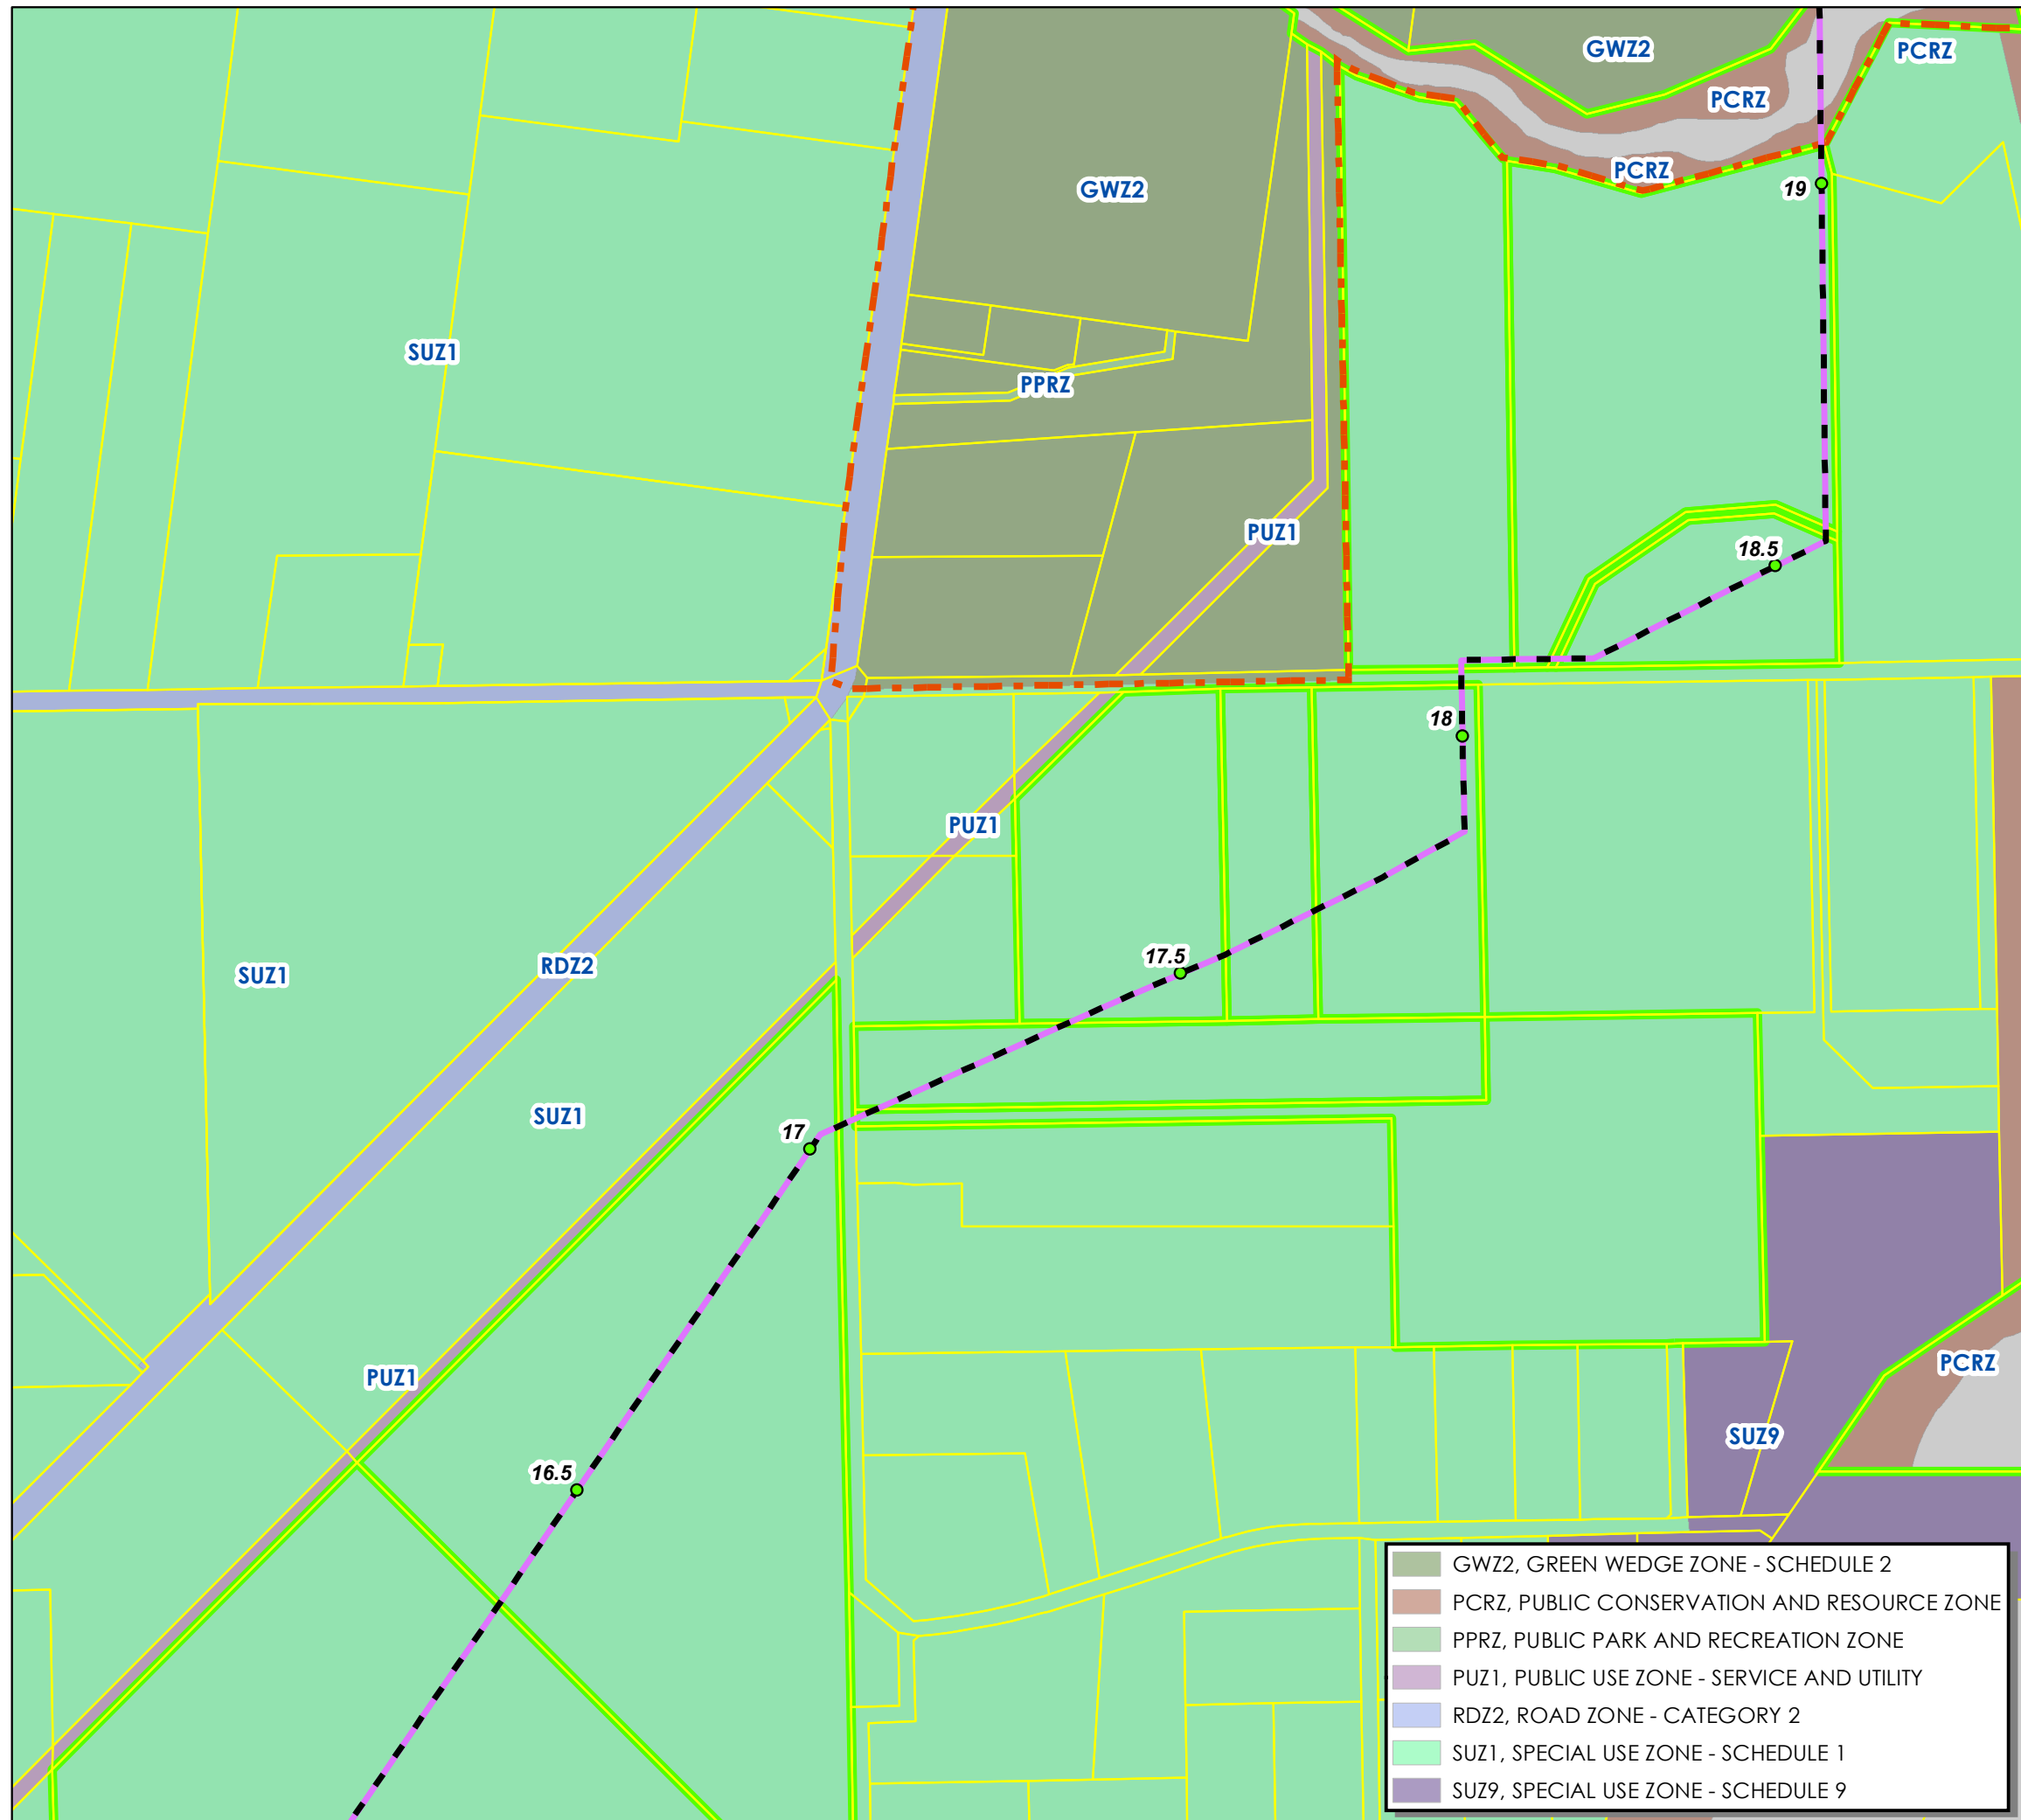 GWZ2
PCRZ
PCRZ
PCRZ
GWZ2
19
SUZ1
PPRZ
PUZ1
18.5
18
PUZ1
17.5
RDZ2
SUZ1
SUZ1
17
PCRZ
PUZ1
SUZ9
16.5
GWZ2, GREEN WEDGE ZONE - SCHEDULE 2
PCRZ, PUBLIC CONSERVATION AND RESOURCE ZONE
PPRZ, PUBLIC PARK AND RECREATION ZONE
PUZ1, PUBLIC USE ZONE - SERVICE AND UTILITY
RDZ2, ROAD ZONE - CATEGORY 2
SUZ1, SPECIAL USE ZONE - SCHEDULE 1
SUZ9, SPECIAL USE ZONE - SCHEDULE 9